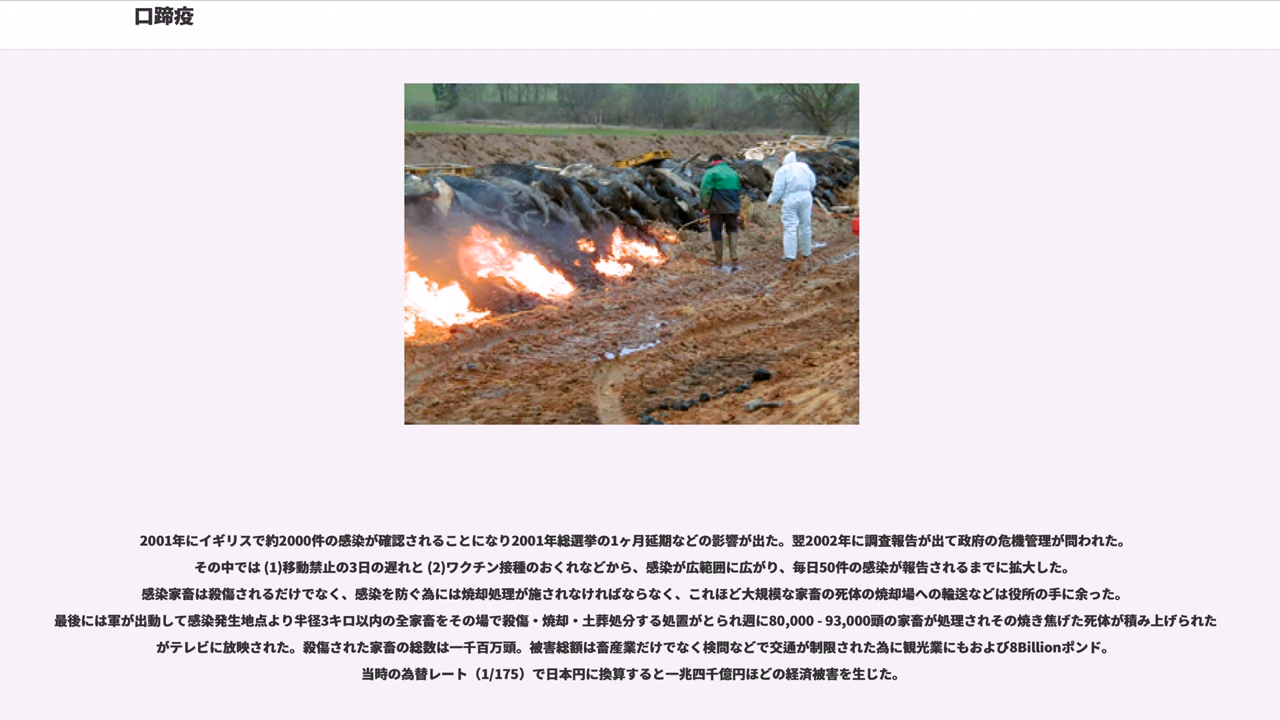 口蹄疫
2001年にイギリスで約2000件の感染が確認されることになり2001年総選挙の1ヶ月延期などの影響が出た。翌2002年に調査報告が出て政府の危機管理が問われた。
その中では (1)移動禁止の3日の遅れと (2)ワクチン接種のおくれなどから、感染が広範囲に広がり、毎日50件の感染が報告されるまでに拡大した。
感染家畜は殺傷されるだけでなく、感染を防ぐ為には焼却処理が施されなければならなく、これほど大規模な家畜の死体の焼却場への輸送などは役所の手に余った。
最後には軍が出動して感染発生地点より半径3キロ以内の全家畜をその場で殺傷・焼却・土葬処分する処置がとられ週に80,000 - 93,000頭の家畜が処理されその焼き焦げた死体が積み上げられた
がテレビに放映された。殺傷された家畜の総数は一千百万頭。被害総額は畜産業だけでなく検問などで交通が制限された為に観光業にもおよび8Billionポンド。
当時の為替レート（1/175）で日本円に換算すると一兆四千億円ほどの経済被害を生じた。